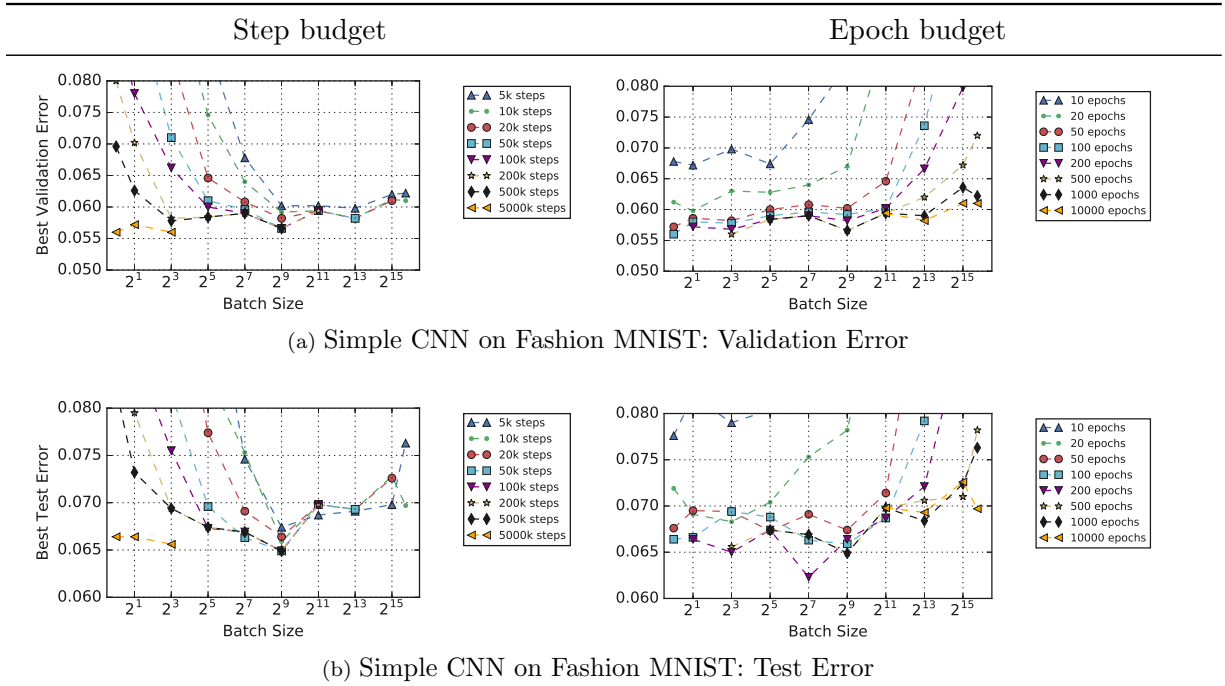 Step budget
Epoch budget
Best Validation Error
0.080
0.075
0.070
0.065
0.060
0.055
0.050
2^1 2^3 2^5 2^7 2^9 2^11 2^13 2^15
Batch Size
5k steps
10k steps
20k steps
50k steps
100k steps
200k steps
500k steps
5000k steps
Best Validation Error
0.080
0.075
0.070
0.065
0.060
0.055
0.050
2^1 2^3 2^5 2^7 2^9 2^11 2^13 2^15
Batch Size
10 epochs
20 epochs
50 epochs
100 epochs
200 epochs
500 epochs
1000 epochs
10000 epochs
(a) Simple CNN on Fashion MNIST: Validation Error
Best Test Error
0.080
0.075
0.070
0.065
0.060
2^1 2^3 2^5 2^7 2^9 2^11 2^13 2^15
Batch Size
5k steps
10k steps
20k steps
50k steps
100k steps
200k steps
500k steps
5000k steps
Best Test Error
0.080
0.075
0.070
0.065
0.060
2^1 2^3 2^5 2^7 2^9 2^11 2^13 2^15
Batch Size
10 epochs
20 epochs
50 epochs
100 epochs
200 epochs
500 epochs
1000 epochs
10000 epochs
(b) Simple CNN on Fashion MNIST: Test Error